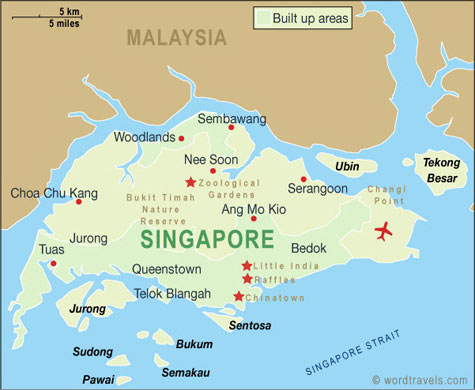 5 km
5 miles
Built up areas
MALAYSIA
Sembawang
Woodlands
Nee Soon
Ubin
Tekong
Besar
Zoological
Gardens
Serangoon
Choa Chu Kang
Bukit Timah
Nature
Reserve
Changi
Point
Ang Mo Kio
Jurong
SINGAPORE
Bedok
Tuas
Queenstown
Little India
Raffles
Telok Blangah
Chinatown
Jurong
Sentosa
Bukum
Sudong
Semakau
Pawai
SINGAPORE STRAIT
© wordtravels.com